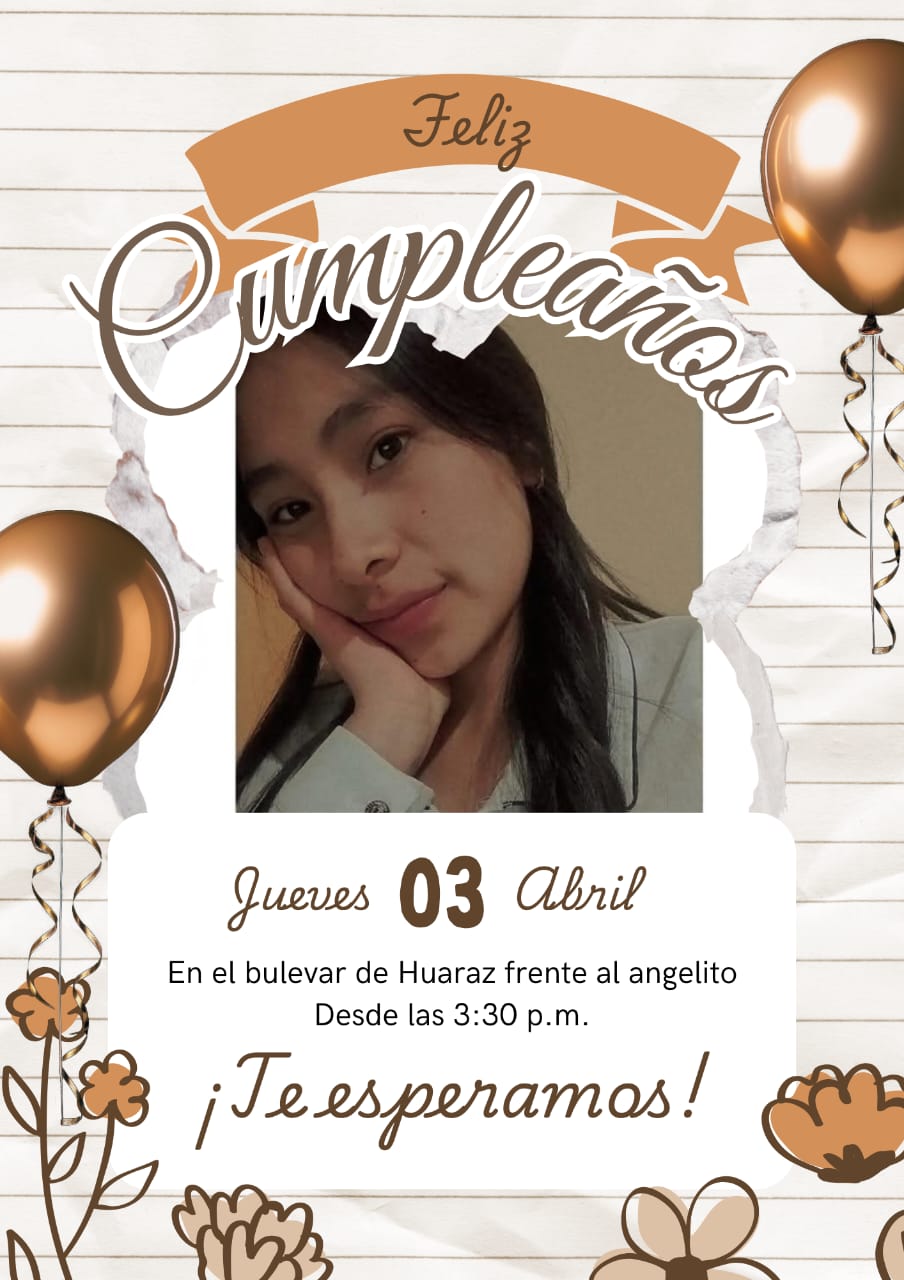 Feliz
Cumpleaños
Jueves 03 Abril
En el bulevar de Huaraz frente al angelito
Desde las 3:30 p.m.
¡Te esperamos!